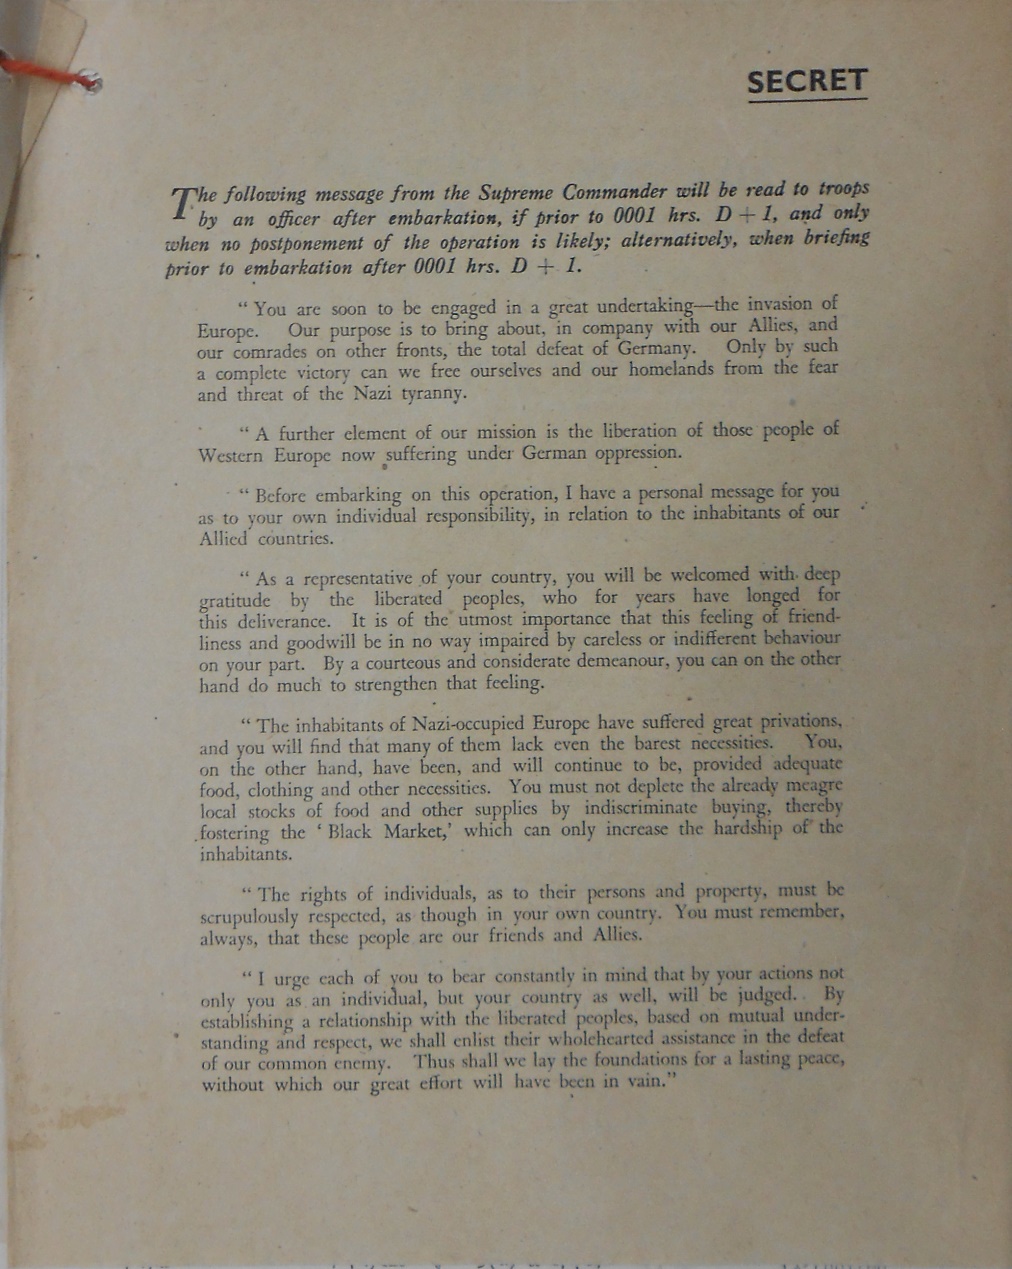 SECRET
The following message from the Supreme Commander will be read to troops
by an officer after embarkation, if prior to 0001 hrs. D + 1, and only
when no postponement of the operation is likely; alternatively, when briefing
prior to embarkation after 0001 hrs. D + 1.
“ You are soon to be engaged in a great undertaking—the invasion of
Europe. Our purpose is to bring about, in company with our Allies, and
our comrades on other fronts, the total defeat of Germany. Only by such
a complete victory can we free ourselves and our homelands from the fear
and threat of the Nazi tyranny.
“ A further element of our mission is the liberation of those people of
Western Europe now suffering under German oppression.
“ Before embarking on this operation, I have a personal message for you
as to your own individual responsibility, in relation to the inhabitants of our
Allied countries.
“ As a representative of your country, you will be welcomed with deep
gratitude by the liberated peoples, who for years have longed for
this deliverance. It is of the utmost importance that this feeling of friend-
liness and goodwill be in no way impaired by careless or indifferent behaviour
on your part. By a courteous and considerate demeanour, you can on the other
hand do much to strengthen that feeling.
“ The inhabitants of Nazi-occupied Europe have suffered great privations,
and you will find that many of them lack even the barest necessities. You,
on the other hand, have been, and will continue to be, provided adequate
food, clothing and other necessities. You must not deplete the already meagre
local stocks of food and other supplies by indiscriminate buying, thereby
fostering the ‘ Black Market,’ which can only increase the hardship of the
inhabitants.
“ The rights of individuals, as to their persons and property, must be
scrupulously respected, as though in your own country. You must remember,
always, that these people are our friends and Allies.
“ I urge each of you to bear constantly in mind that by your actions not
only you as an individual, but your country as well, will be judged. By
establishing a relationship with the liberated peoples, based on mutual under-
standing and respect, we shall enlist their wholehearted assistance in the defeat
of our common enemy. Thus shall we lay the foundations for a lasting peace,
without which our great effort will have been in vain.”